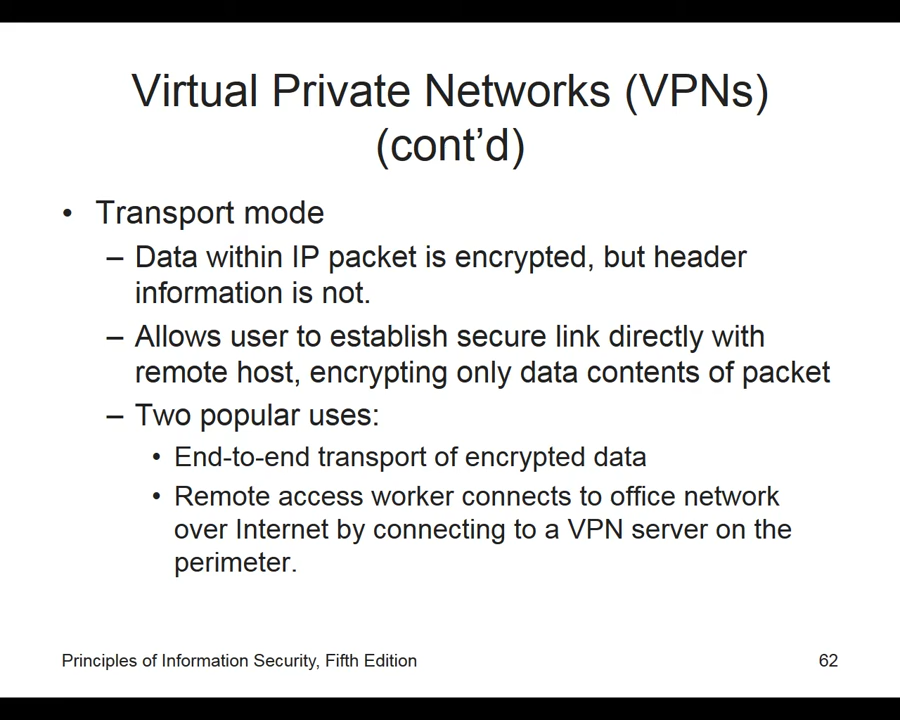 Virtual Private Networks (VPNs)
(cont’d)
• Transport mode
– Data within IP packet is encrypted, but header
information is not.
– Allows user to establish secure link directly with
remote host, encrypting only data contents of packet
– Two popular uses:
• End-to-end transport of encrypted data
• Remote access worker connects to office network
over Internet by connecting to a VPN server on the
perimeter.
Principles of Information Security, Fifth Edition
62